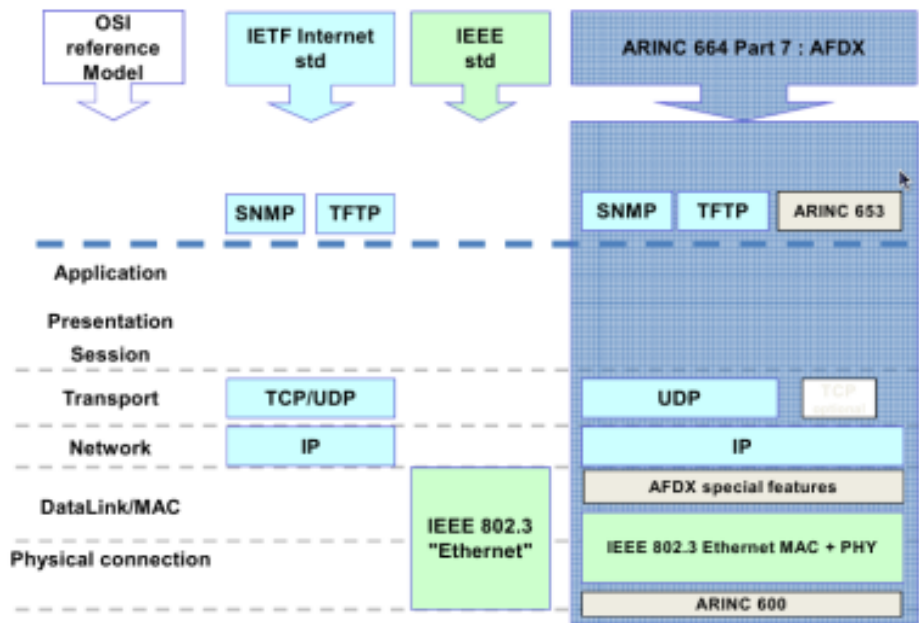 OSI
reference
Model
IETF Internet
std
IEEE
std
ARINC 664 Part 7 : AFDX
SNMP
TFTP
SNMP
TFTP
ARINC 653
Application
Presentation
Session
Transport
TCP/UDP
UDP
TCP
optional
Network
IP
IP
DataLink/MAC
AFDX special features
IEEE 802.3
"Ethernet"
IEEE 802.3 Ethernet MAC + PHY
Physical connection
ARINC 600